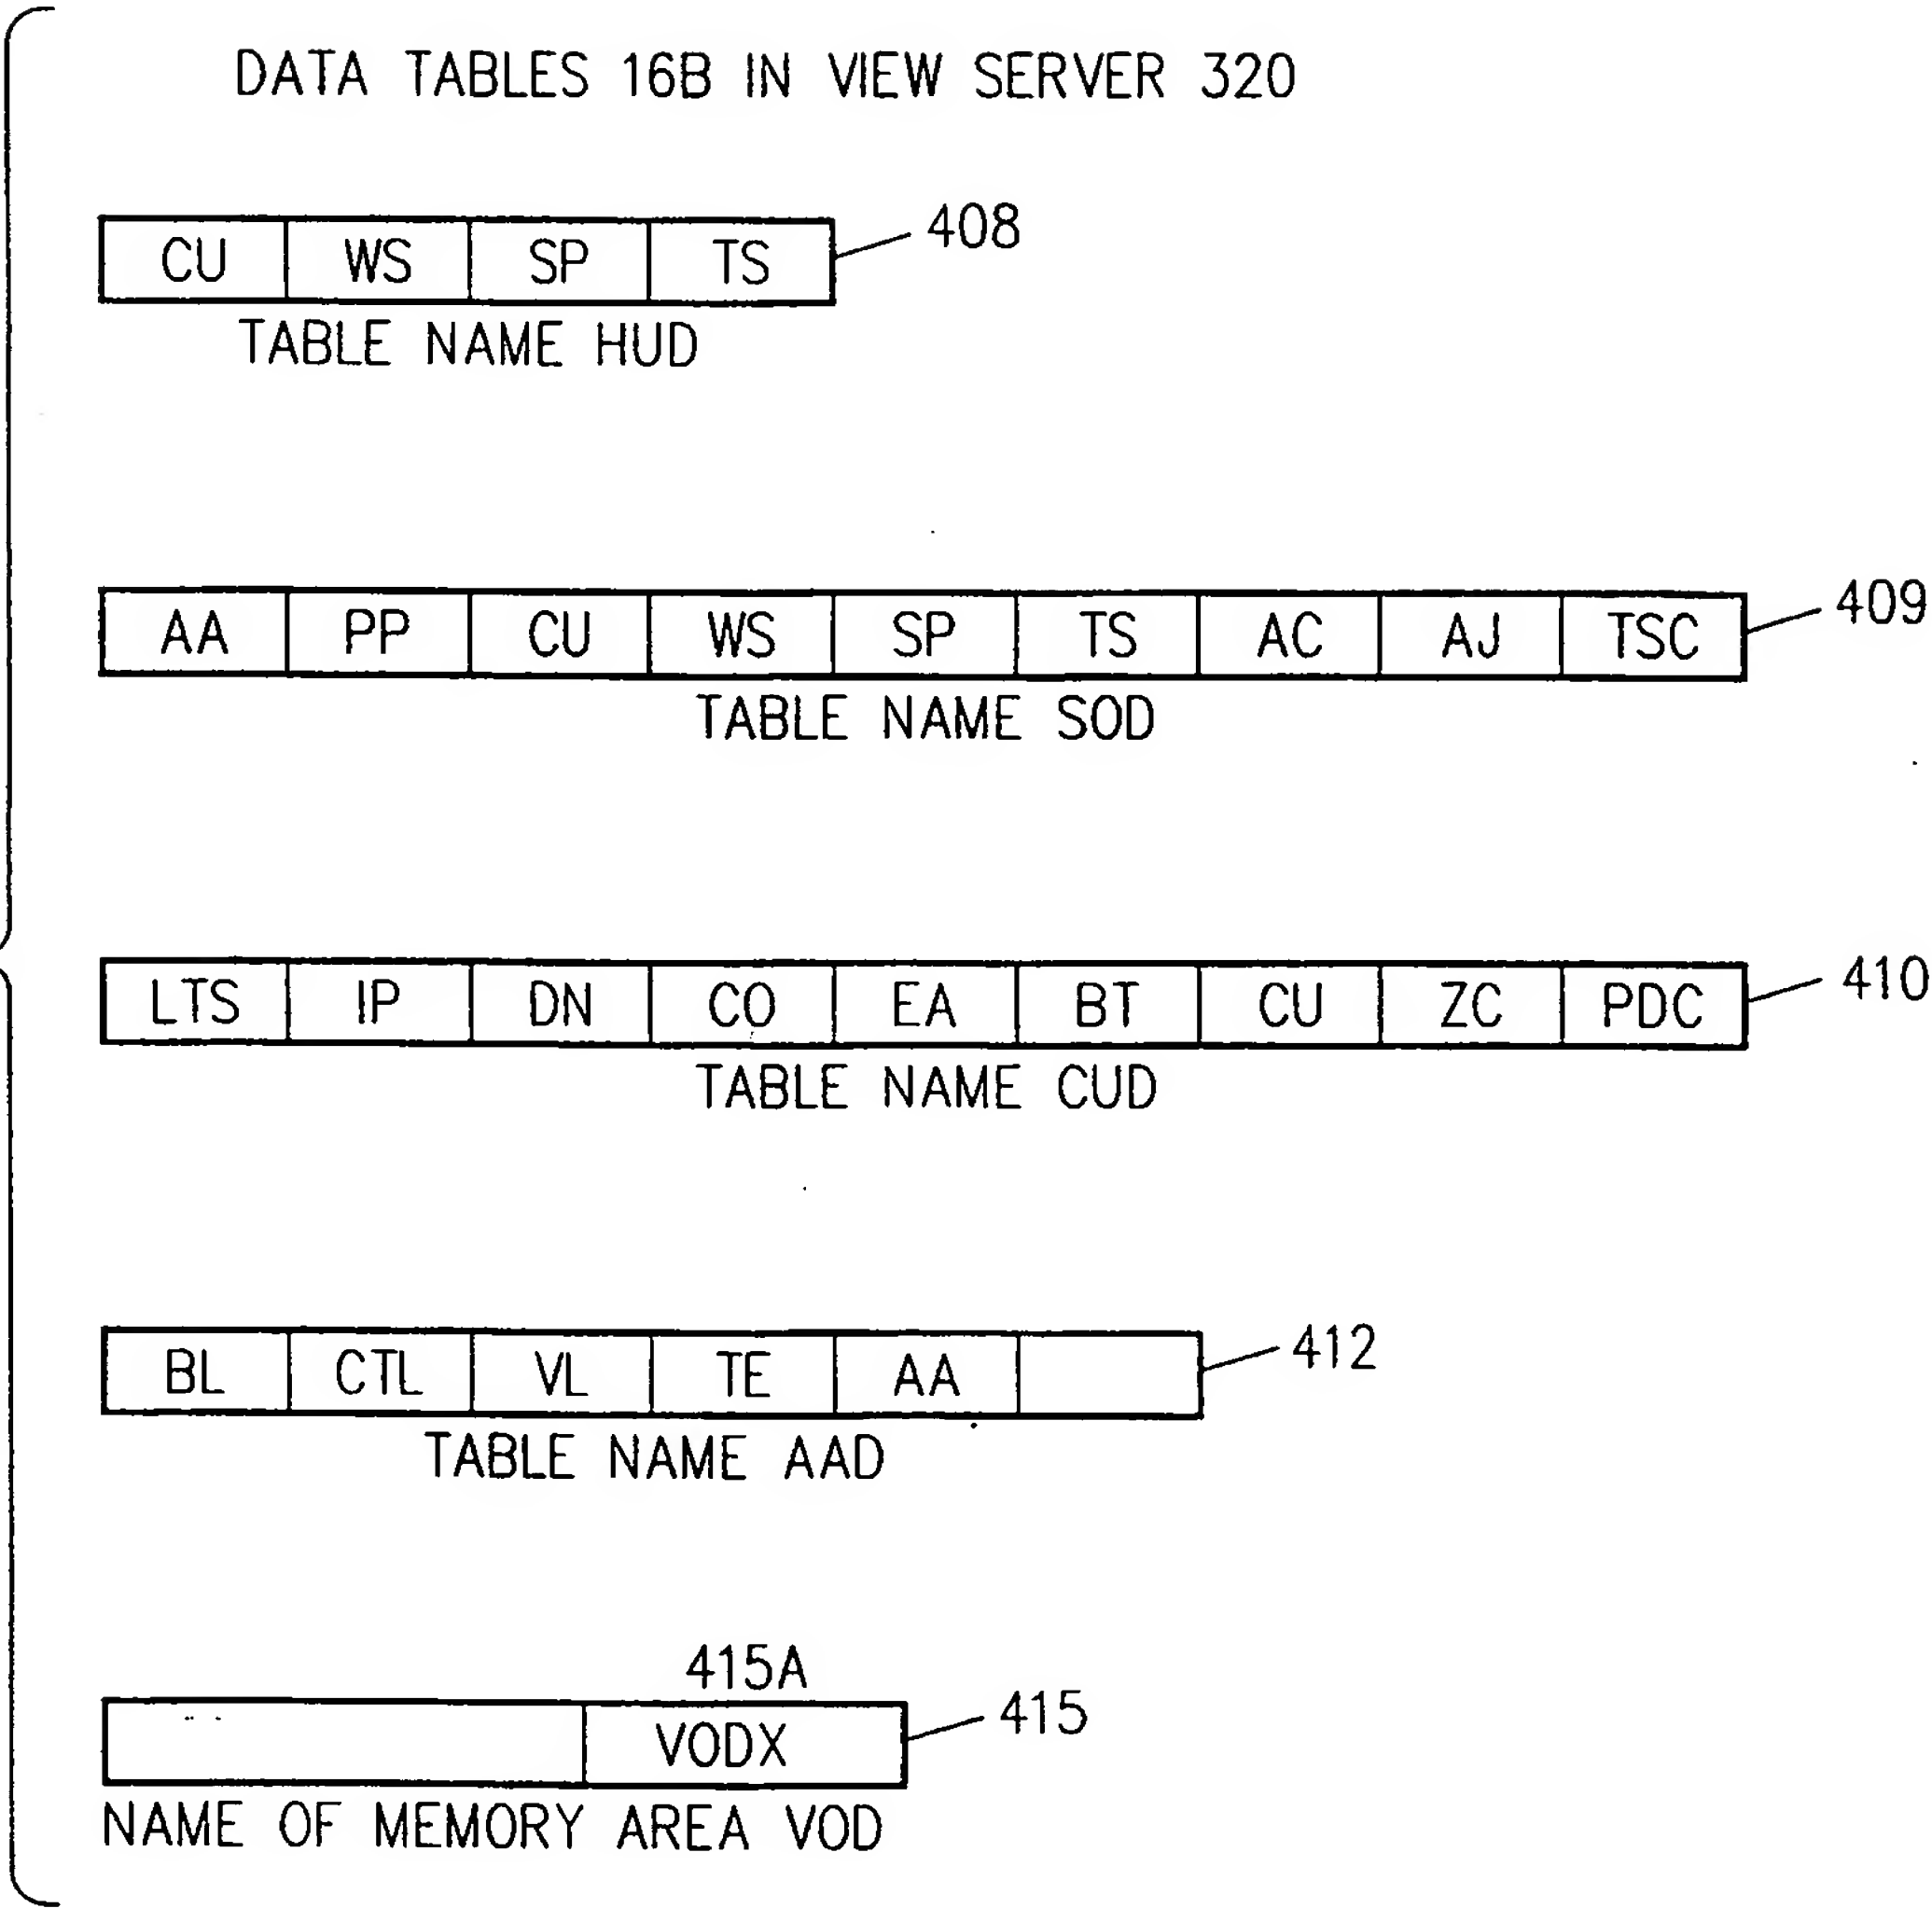 DATA TABLES 16B IN VIEW SERVER 320
CU WS SP TS 408
TABLE NAME HUD
AA PP CU WS SP TS AC AJ TSC 409
TABLE NAME SOD
LTS IP DN CO EA BT CU ZC PDC 410
TABLE NAME CUD
BL CTL VL TE AA 412
TABLE NAME AAD
415A
VODX 415
NAME OF MEMORY AREA VOD